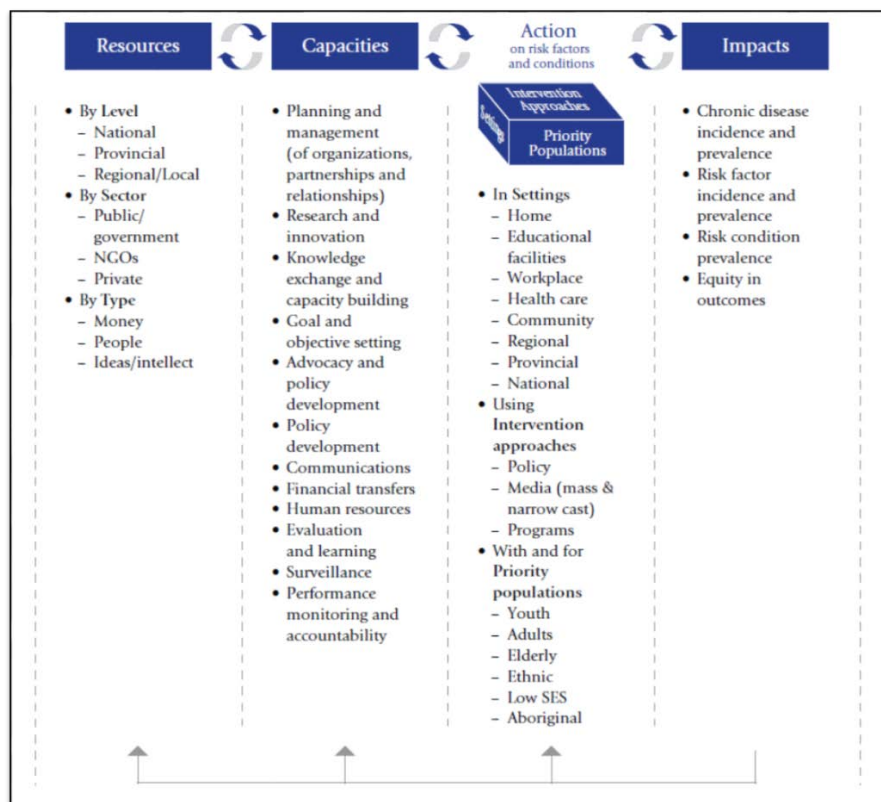 Resources
Capacities
Action
on risk factors
and conditions
Impacts
• By Level
– National
– Provincial
– Regional/Local
• By Sector
– Public/
government
– NGOs
– Private
• By Type
– Money
– People
– Ideas/intellect
• Planning and
management
(of organizations,
partnerships and
relationships)
• Research and
innovation
• Knowledge
exchange and
capacity building
• Goal and
objective setting
• Advocacy and
policy
development
• Policy
development
• Communications
• Financial transfers
• Human resources
• Evaluation
and learning
• Surveillance
• Performance
monitoring and
accountability
Intervention
Approaches
Settings
Priority
Populations
• In Settings
– Home
– Educational
facilities
– Workplace
– Health care
– Community
– Regional
– Provincial
– National
• Using
Intervention
approaches
– Policy
– Media (mass &
narrow cast)
– Programs
• With and for
Priority
populations
– Youth
– Adults
– Elderly
– Ethnic
– Low SES
– Aboriginal
• Chronic disease
incidence and
prevalence
• Risk factor
incidence and
prevalence
• Risk condition
prevalence
• Equity in
outcomes